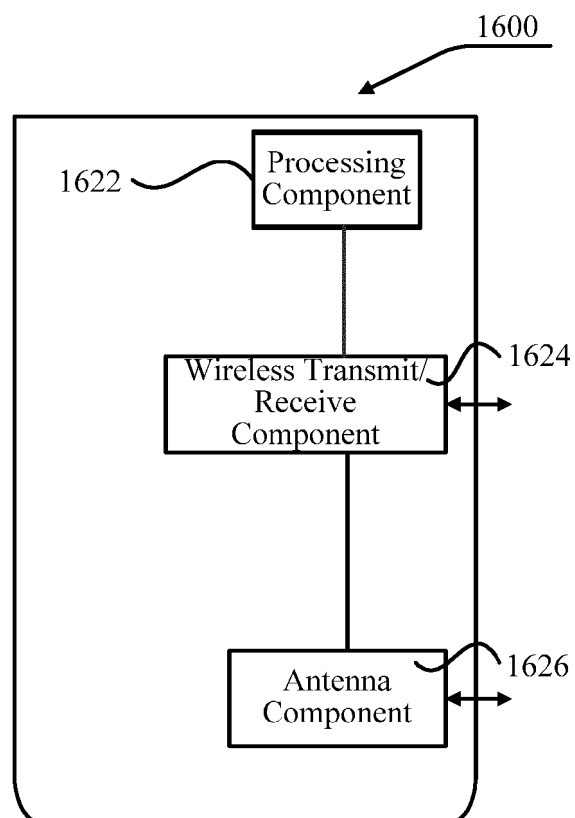 1600
1622
Processing
Component
1624
Wireless Transmit/
Receive
Component
1626
Antenna
Component